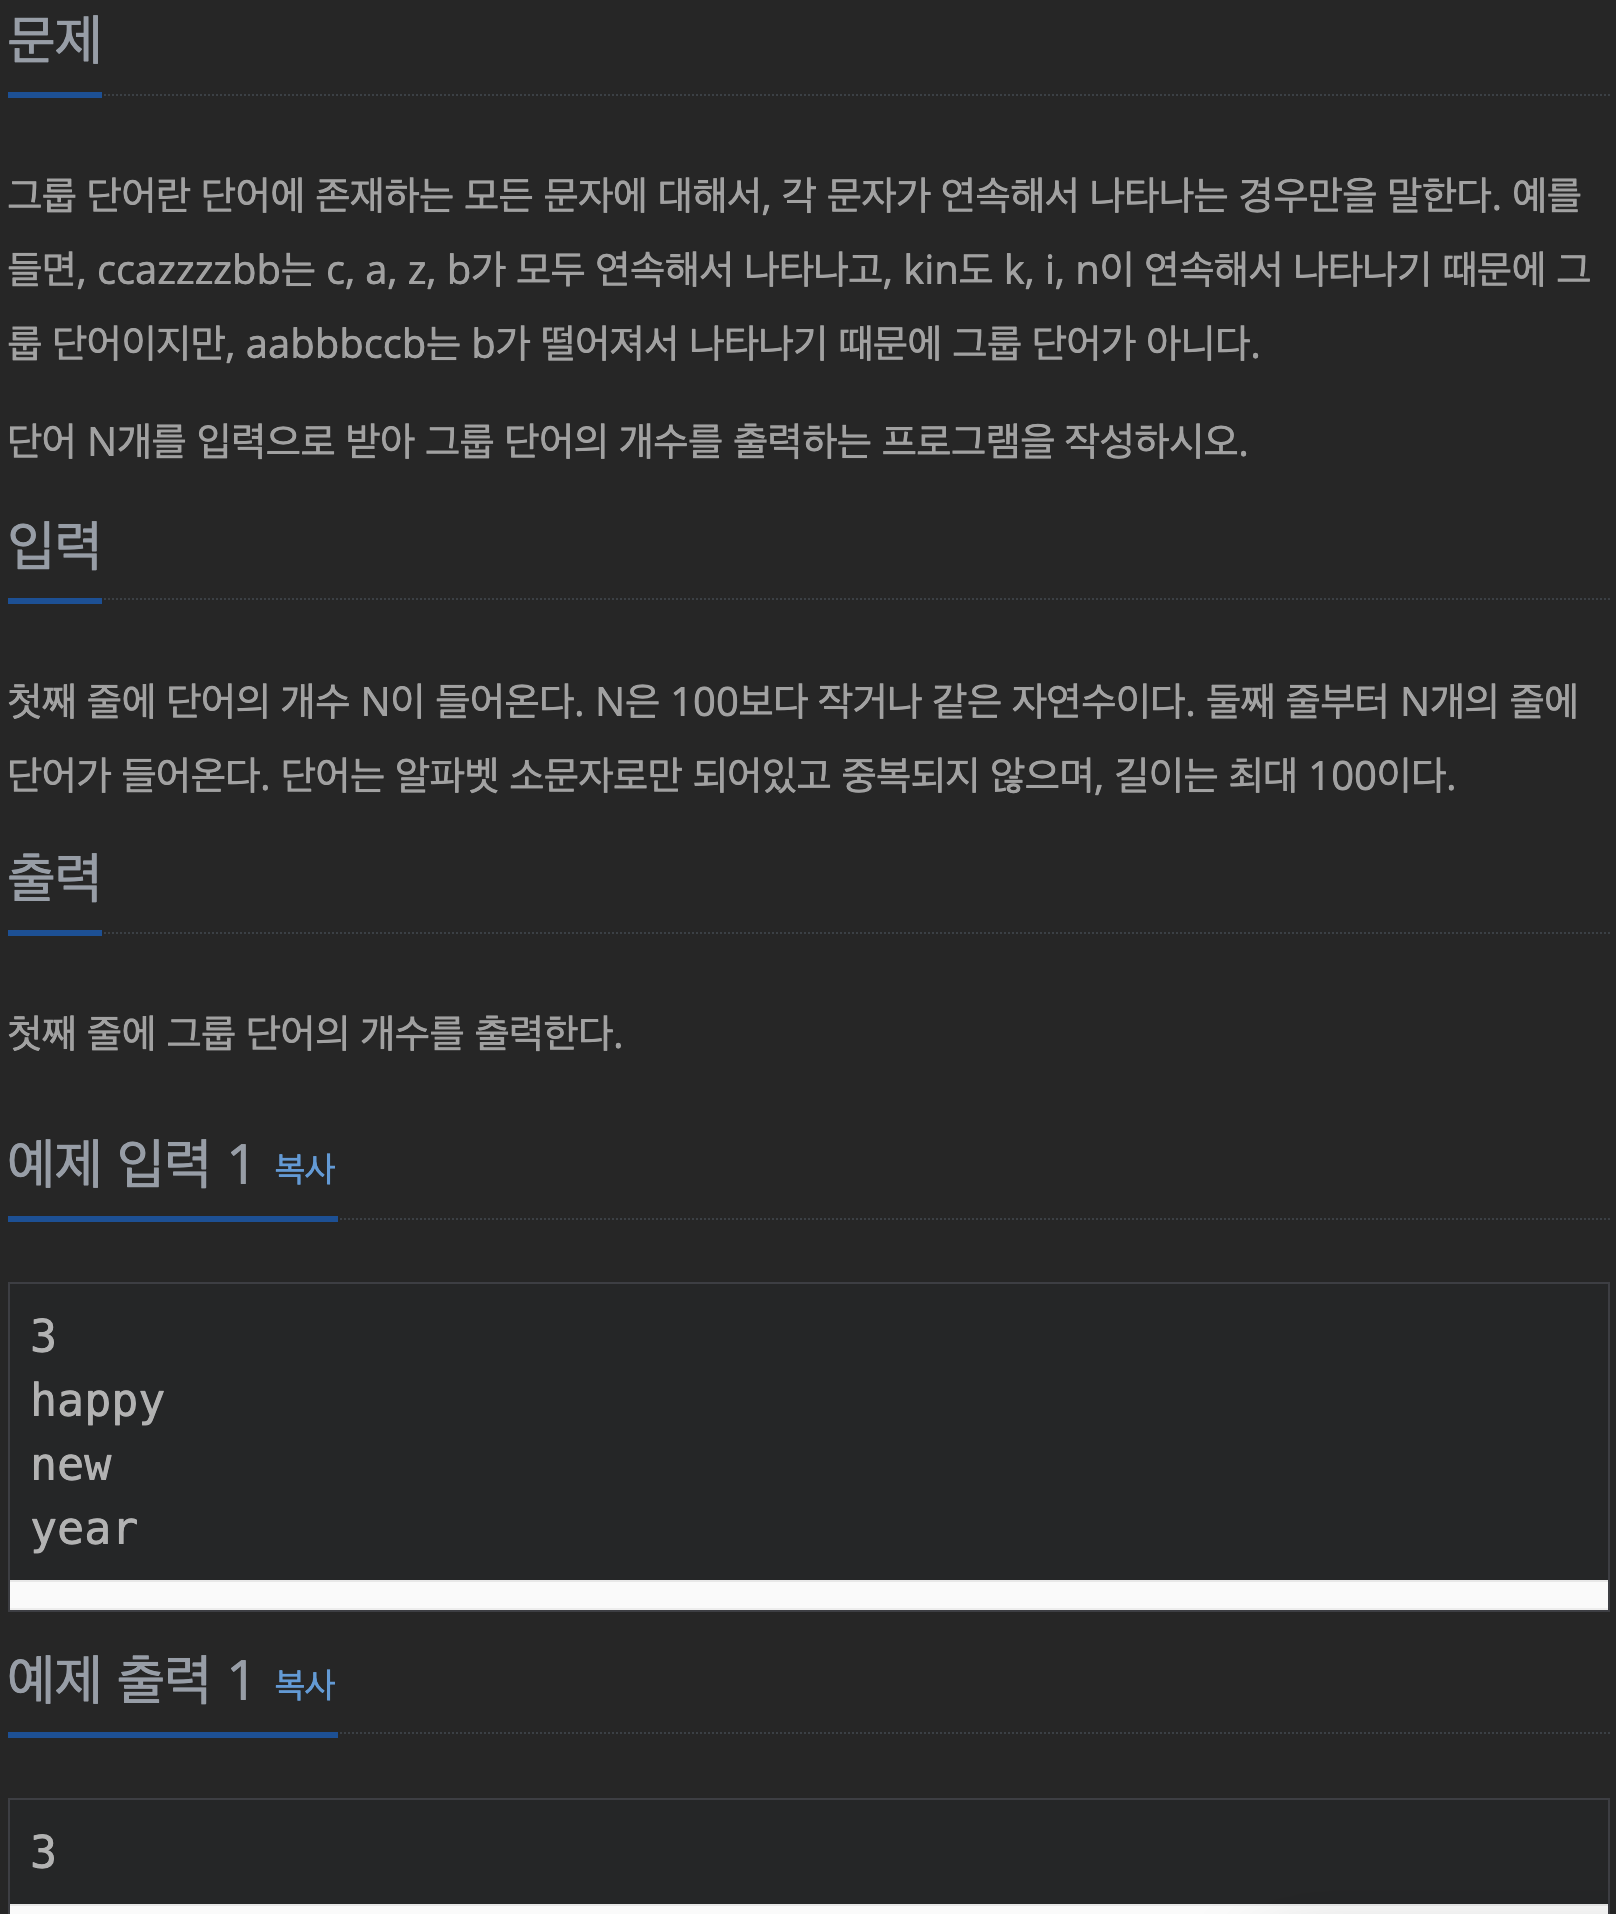 문제
그룹 단어란 단어에 존재하는 모든 문자에 대해서, 각 문자가 연속해서 나타나는 경우만을 말한다. 예를
들면, ccazzzzbb는 c, a, z, b가 모두 연속해서 나타나고, kin도 k, i, n이 연속해서 나타나기 때문에 그
룹 단어이지만, aabbbccb는 b가 떨어져서 나타나기 때문에 그룹 단어가 아니다.
단어 N개를 입력으로 받아 그룹 단어의 개수를 출력하는 프로그램을 작성하시오.
입력
첫째 줄에 단어의 개수 N이 들어온다. N은 100보다 작거나 같은 자연수이다. 둘째 줄부터 N개의 줄에
단어가 들어온다. 단어는 알파벳 소문자로만 되어있고 중복되지 않으며, 길이는 최대 100이다.
출력
첫째 줄에 그룹 단어의 개수를 출력한다.
예제 입력 1 복사
3
happy
new
year
예제 출력 1 복사
3